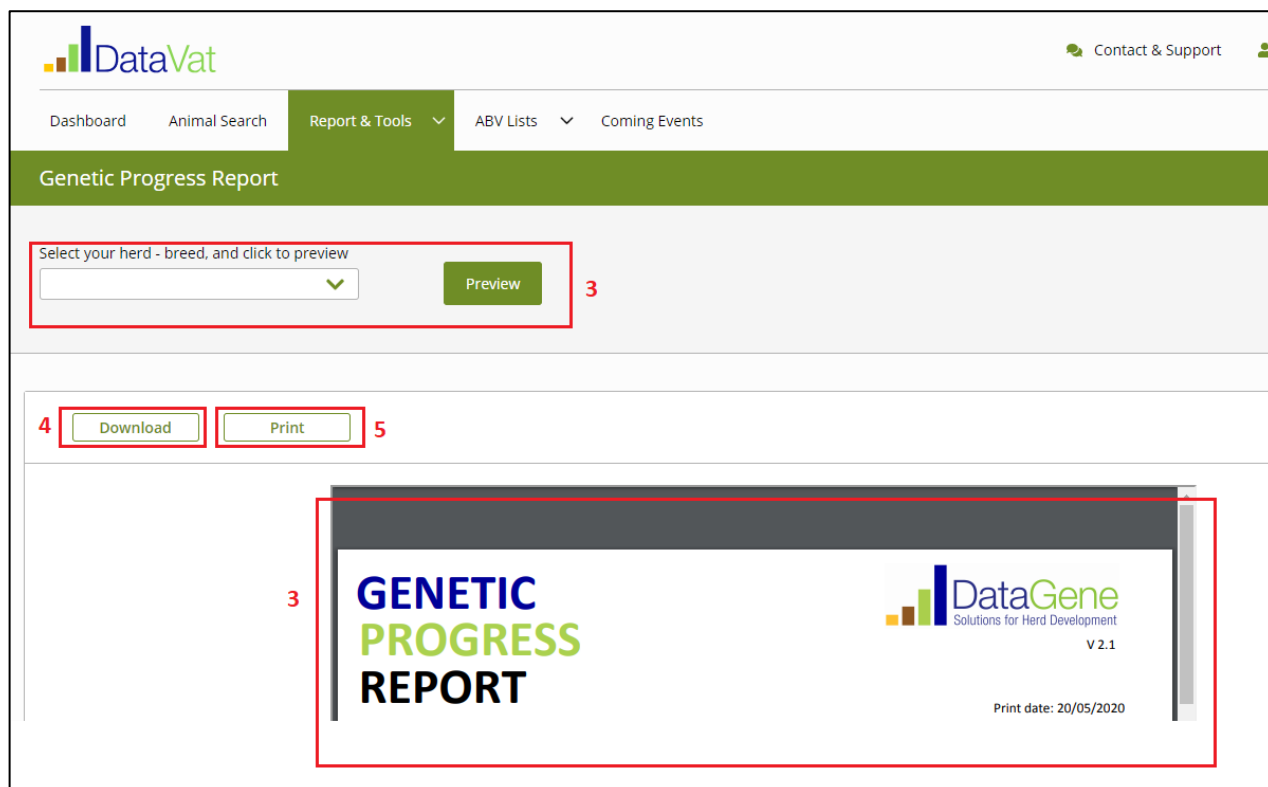 DataVat
Contact & Support
Dashboard Animal Search Report & Tools ABV Lists Coming Events
Genetic Progress Report
Select your herd - breed, and click to preview
Preview 3
4 Download Print 5
3
GENETIC
PROGRESS
REPORT
DataGene
Solutions for Herd Development
V 2.1
Print date: 20/05/2020